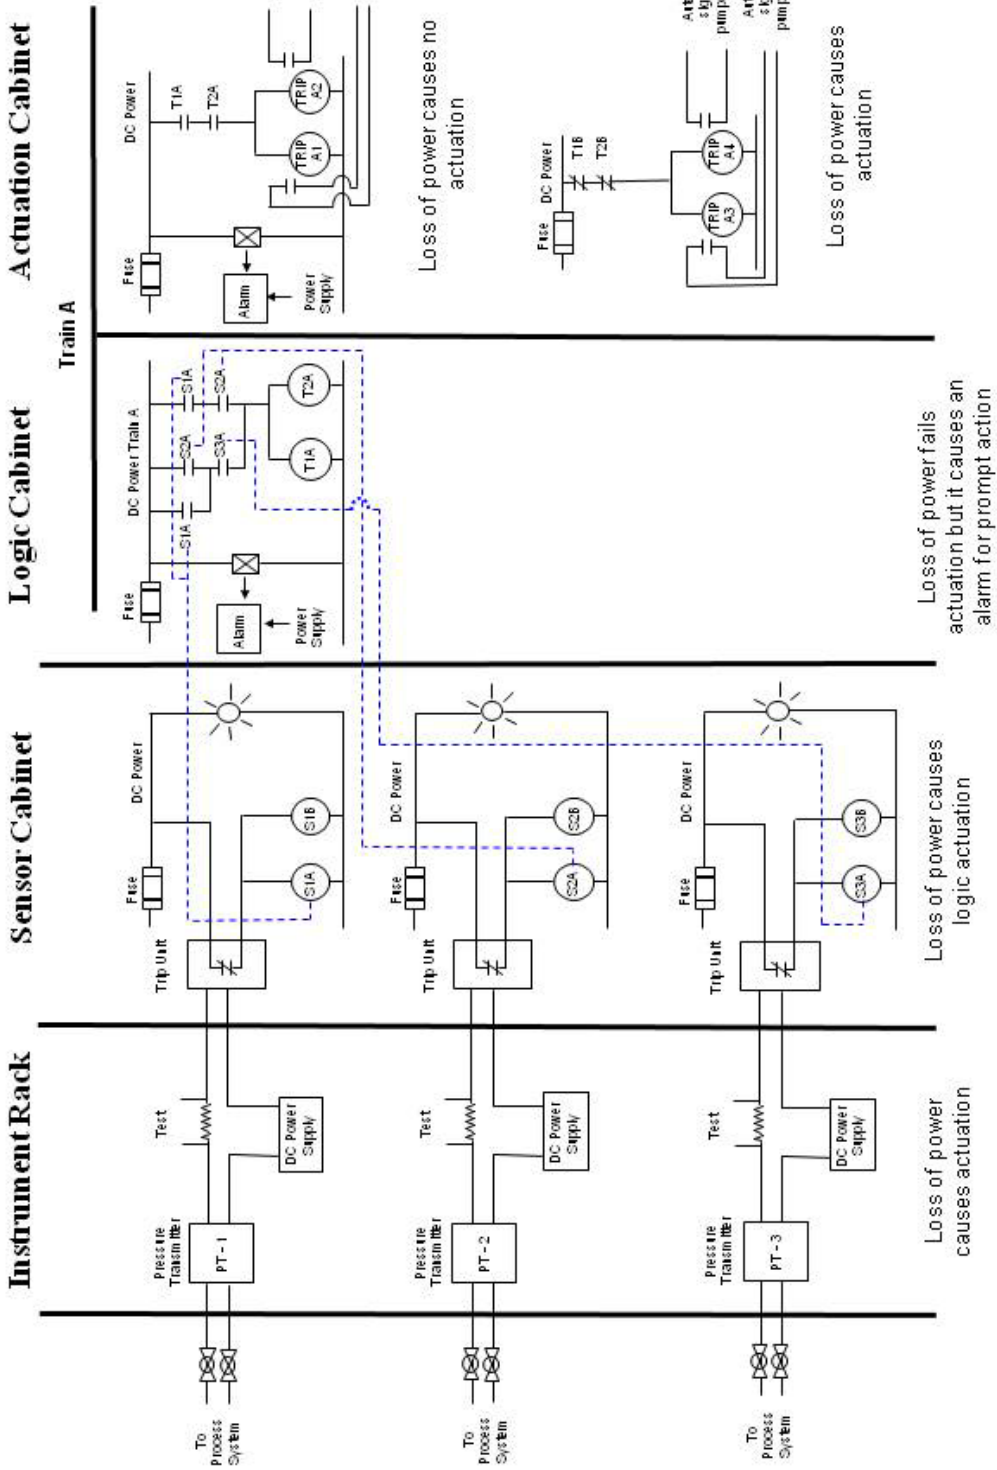 Instrument Rack
Sensor Cabinet
Logic Cabinet
Actuation Cabinet
Train A
To
Process
System
Pressure
Transmitter
PT - 1
Test
DC Power
Supply
Trip Unit
Fuse
DC Power
S1A
S1B
To
Process
System
Pressure
Transmitter
PT - 2
Test
DC Power
Supply
Trip Unit
Fuse
DC Power
S2A
S2B
To
Process
System
Pressure
Transmitter
PT - 3
Test
DC Power
Supply
Trip Unit
Fuse
DC Power
S3A
S3B
Fuse
DC Power Train A
S1A
S2A
S1A
S3A
S2A
Alarm
Power
Supply
T1A
T2A
Fuse
DC Power
T1A
T2A
Alarm
Power
Supply
TRIP
A1
TRIP
A2
Loss of power causes no
actuation
Fuse
DC Power
T1B
T2B
TRIP
A3
TRIP
A4
pump
pump
Loss of power causes
actuation
Loss of power
causes actuation
Loss of power causes
logic actuation
Loss of power fails
actuation but it causes an
alarm for prompt action